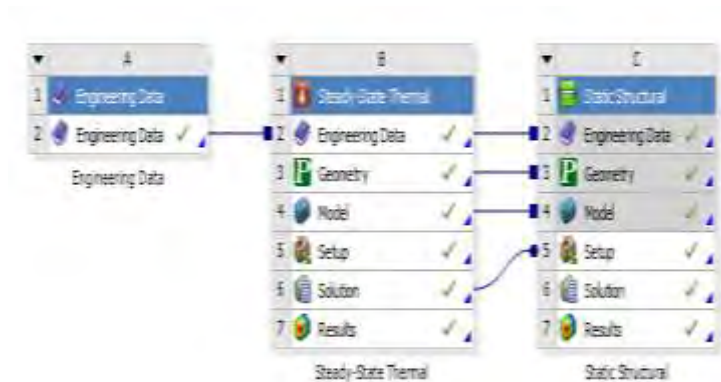 A
1 Engineering Data
2 Engineering Data
Engineering Data
B
1 Steady-State Thermal
2 Engineering Data
3 Geometry
4 Model
5 Setup
6 Solution
7 Results
Steady-State Thermal
C
1 Static Structural
2 Engineering Data
3 Geometry
4 Model
5 Setup
6 Solution
7 Results
Static Structural